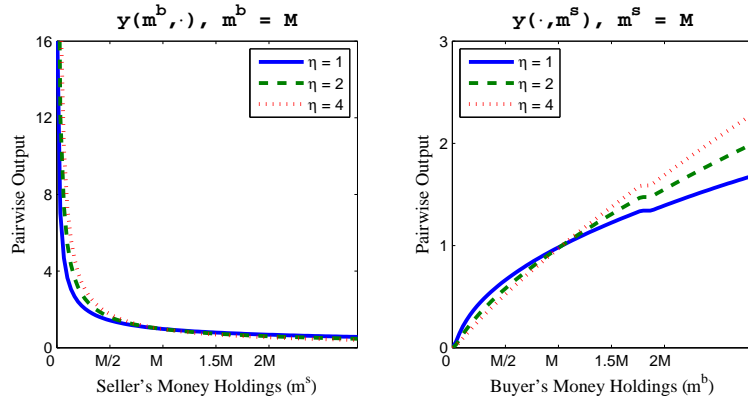 y(m^b,·), m^b = M
16
12
8
4
0
Pairwise Output
η = 1
η = 2
η = 4
0 M/2 M 1.5M 2M
Seller's Money Holdings (m^s)
y(·,m^s), m^s = M
3
2
1
0
Pairwise Output
η = 1
η = 2
η = 4
0 M/2 M 1.5M 2M
Buyer's Money Holdings (m^b)